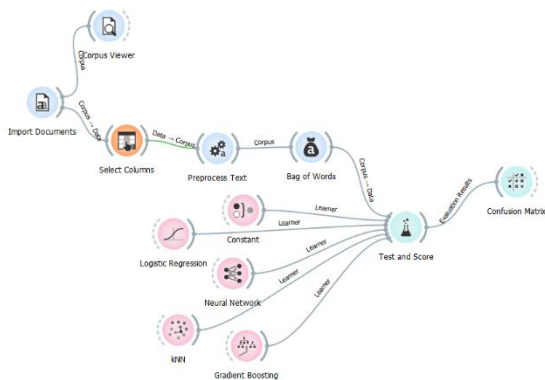 Corpus
Corpus Viewer
Import Documents
Corpus → Data
Select Columns
Data → Corpus
Preprocess Text
Corpus
Bag of Words
Corpus → Data
Evaluation Results
Confusion Matrix
Test and Score
Learner
Constant
Learner
Logistic Regression
Learner
Neural Network
Learner
kNN
Learner
Gradient Boosting